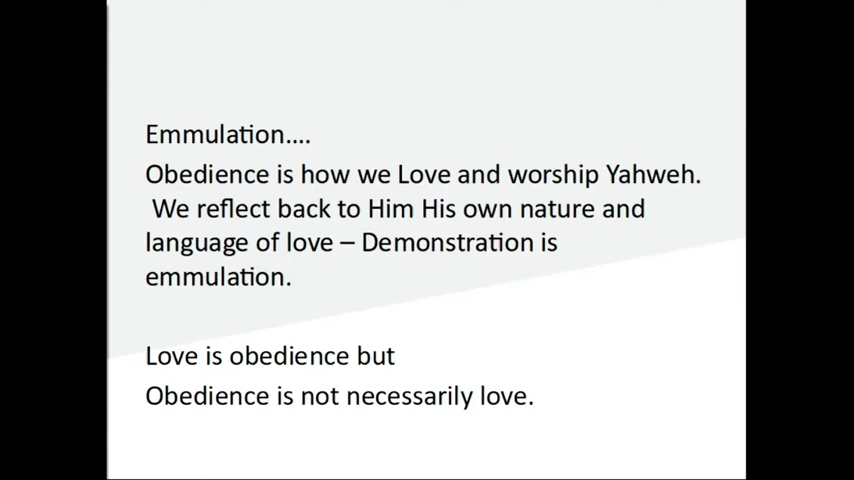 Emmulation....
Obedience is how we Love and worship Yahweh.
We reflect back to Him His own nature and
language of love – Demonstration is
emmulation.
Love is obedience but
Obedience is not necessarily love.